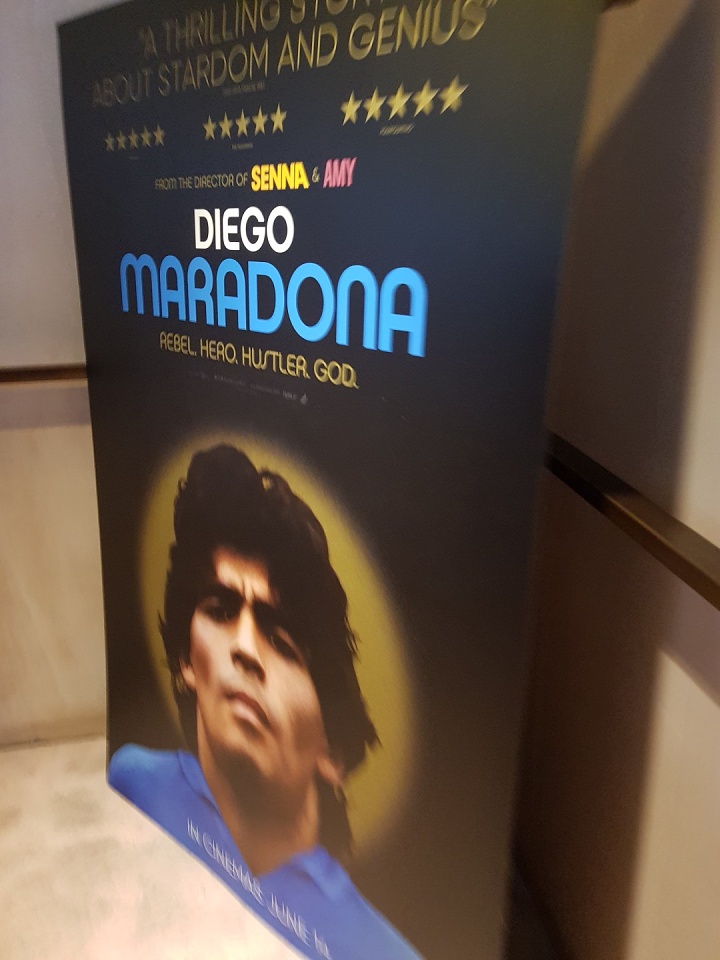 "A THRILLING STORY
ABOUT STARDOM AND GENIUS"
FROM THE DIRECTOR OF SENNA & AMY
DIEGO
MARADONA
REBEL. HERO. HUSTLER. GOD.
IN CINEMAS JUNE